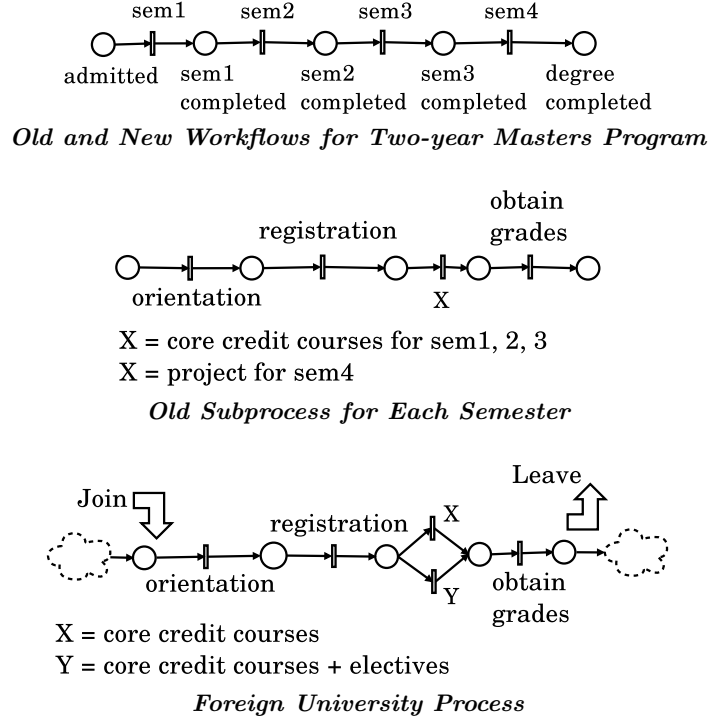 sem1 sem2 sem3 sem4
admitted sem1 sem2 sem3 degree
completed completed completed completed
Old and New Workflows for Two-year Masters Program
obtain
registration grades
orientation X
X = core credit courses for sem1, 2, 3
X = project for sem4
Old Subprocess for Each Semester
Leave
Join
registration X
orientation Y obtain
grades
X = core credit courses
Y = core credit courses + electives
Foreign University Process